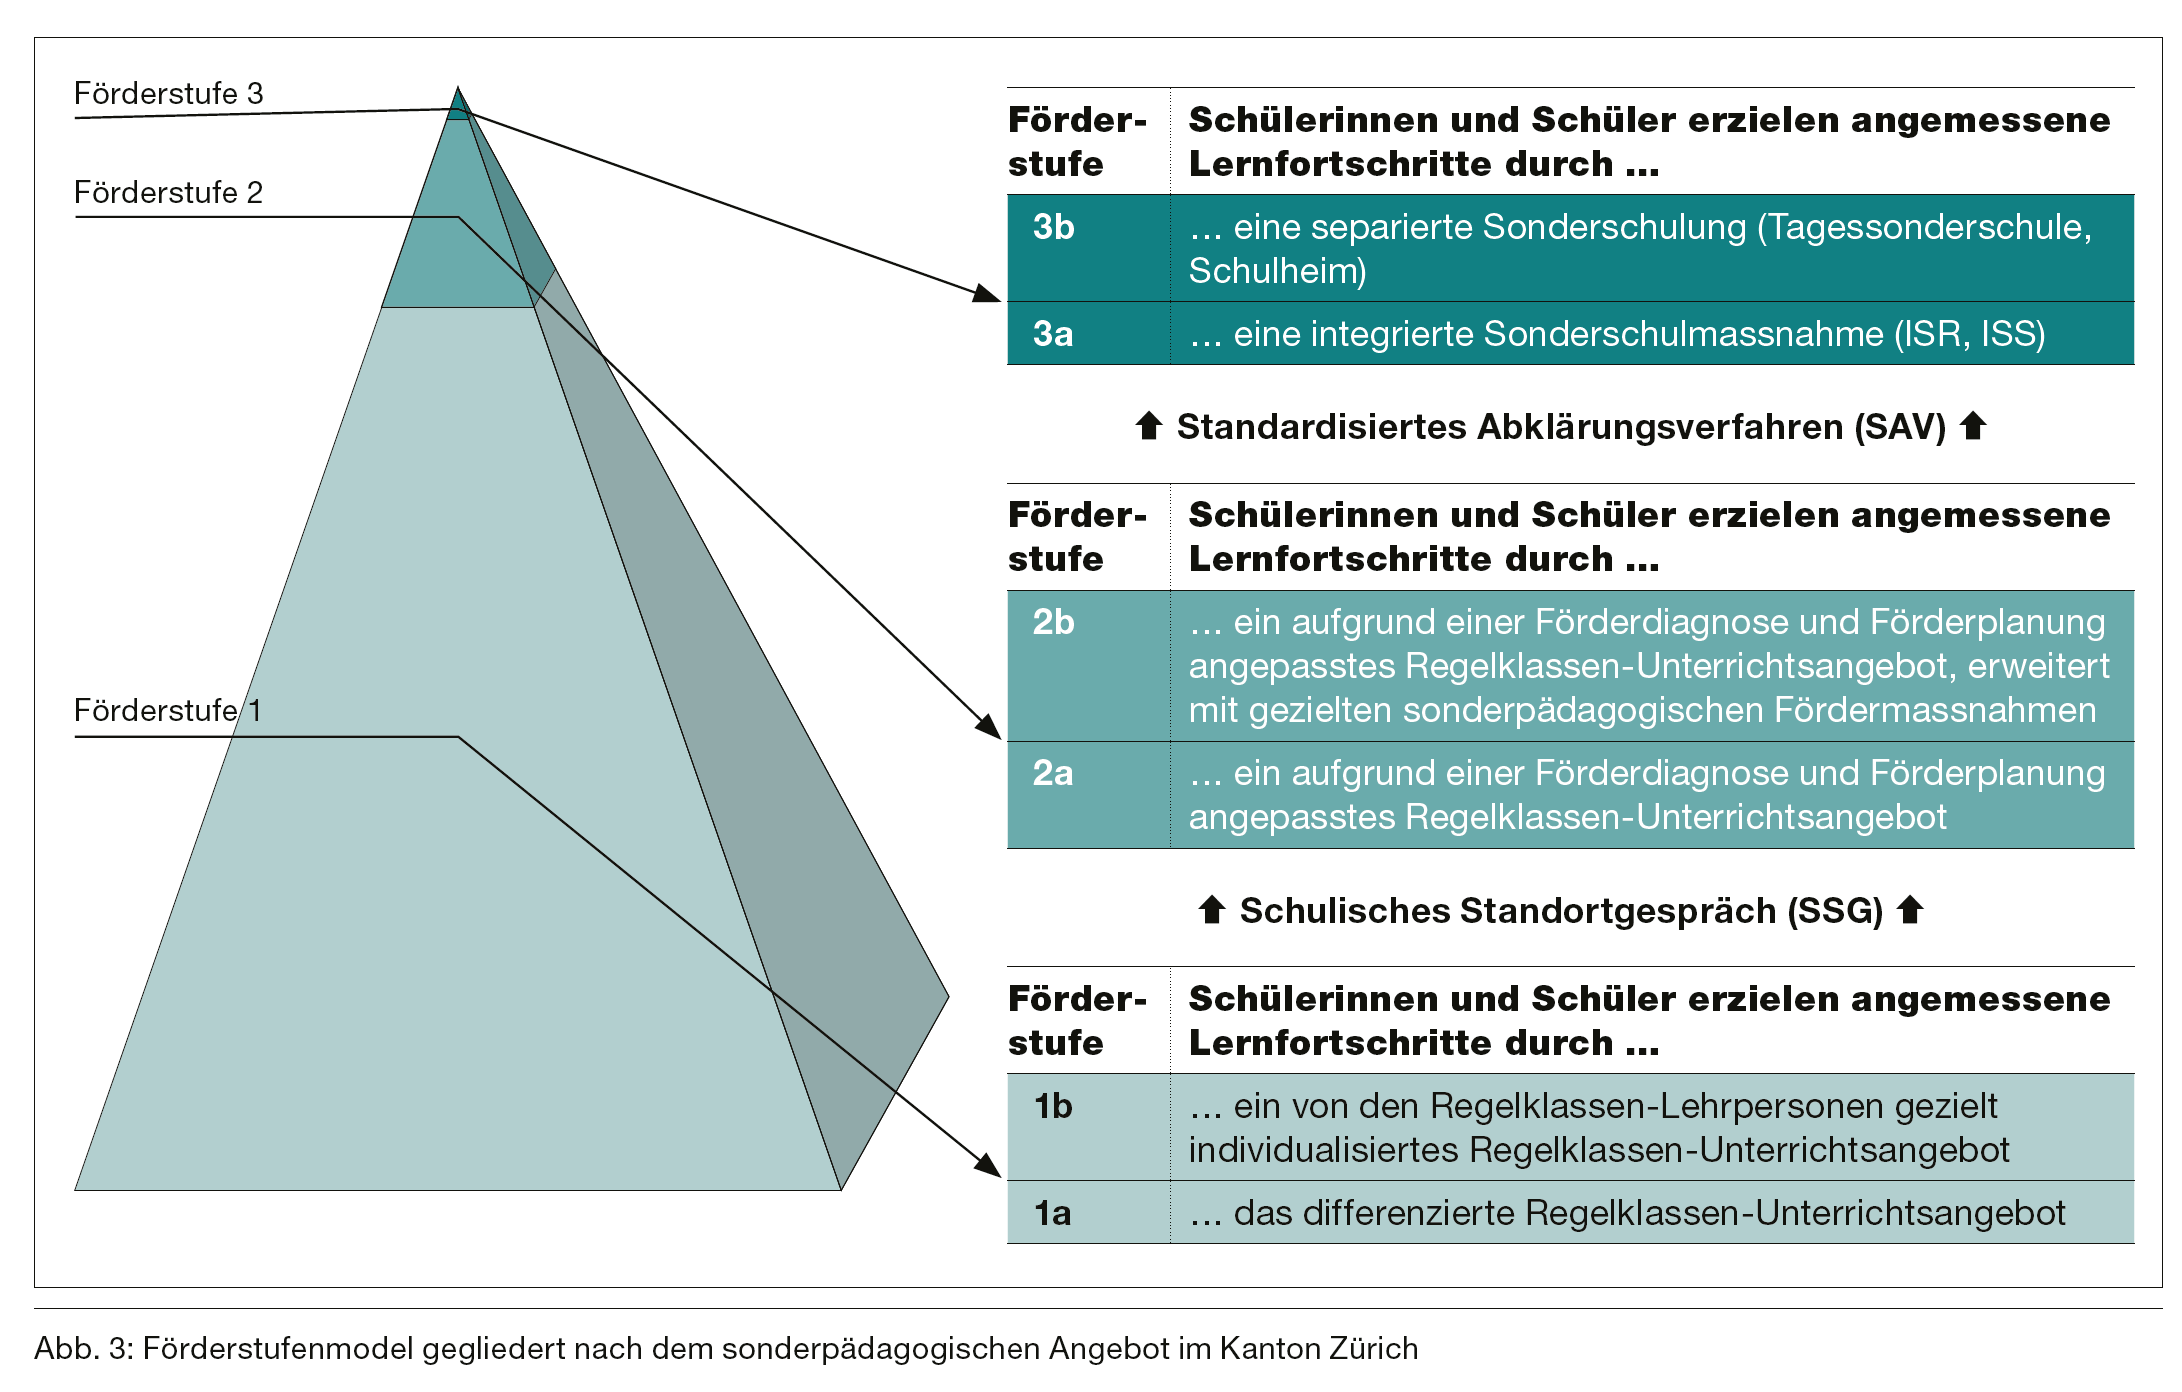 Förderstufe 3
Förderstufe 2
Förderstufe 1
Förder-
stufe
Schülerinnen und Schüler erzielen angemessene
Lernfortschritte durch ...
3b
... eine separierte Sonderschulung (Tagessonderschule,
Schulheim)
3a
... eine integrierte Sonderschulmassnahme (ISR, ISS)
Standardisiertes Abklärungsverfahren (SAV)
Förder-
stufe
Schülerinnen und Schüler erzielen angemessene
Lernfortschritte durch ...
2b
... ein aufgrund einer Förderdiagnose und Förderplanung
angepasstes Regelklassen-Unterrichtsangebot, erweitert
mit gezielten sonderpädagogischen Fördermassnahmen
2a
... ein aufgrund einer Förderdiagnose und Förderplanung
angepasstes Regelklassen-Unterrichtsangebot
Schulisches Standortgespräch (SSG)
Förder-
stufe
Schülerinnen und Schüler erzielen angemessene
Lernfortschritte durch ...
1b
... ein von den Regelklassen-Lehrpersonen gezielt
individualisiertes Regelklassen-Unterrichtsangebot
1a
... das differenzierte Regelklassen-Unterrichtsangebot
Abb. 3: Förderstufenmodel gegliedert nach dem sonderpädagogischen Angebot im Kanton Zürich